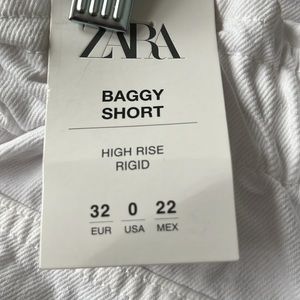 ZARA
BAGGY
SHORT
HIGH RISE
RIGID
32 0 22
EUR USA MEX